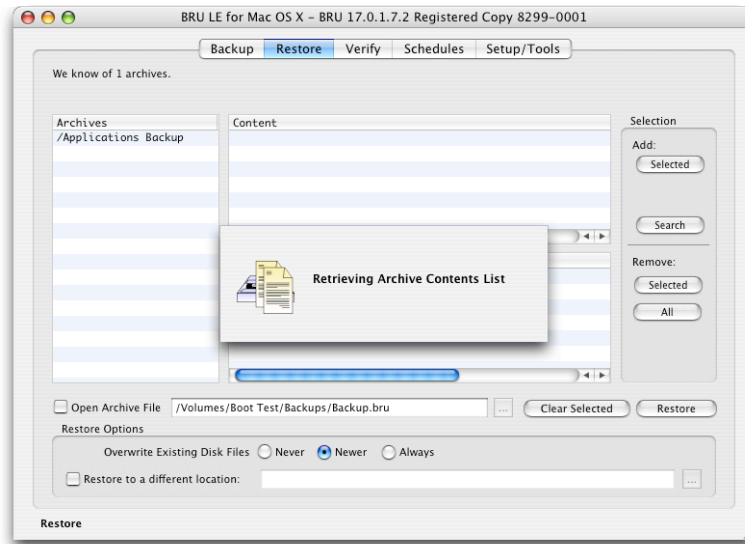 BRU LE for Mac OS X – BRU 17.0.1.7.2 Registered Copy 8299-0001
Backup Restore Verify Schedules Setup/Tools
We know of 1 archives.
Archives
/Applications Backup
Content
Selection
Add:
Selected
Search
Remove:
Selected
All
Retrieving Archive Contents List
Open Archive File /Volumes/Boot Test/Backups/Backup.bru ... Clear Selected Restore
Restore Options
Overwrite Existing Disk Files Never Newer Always
Restore to a different location: ...
Restore